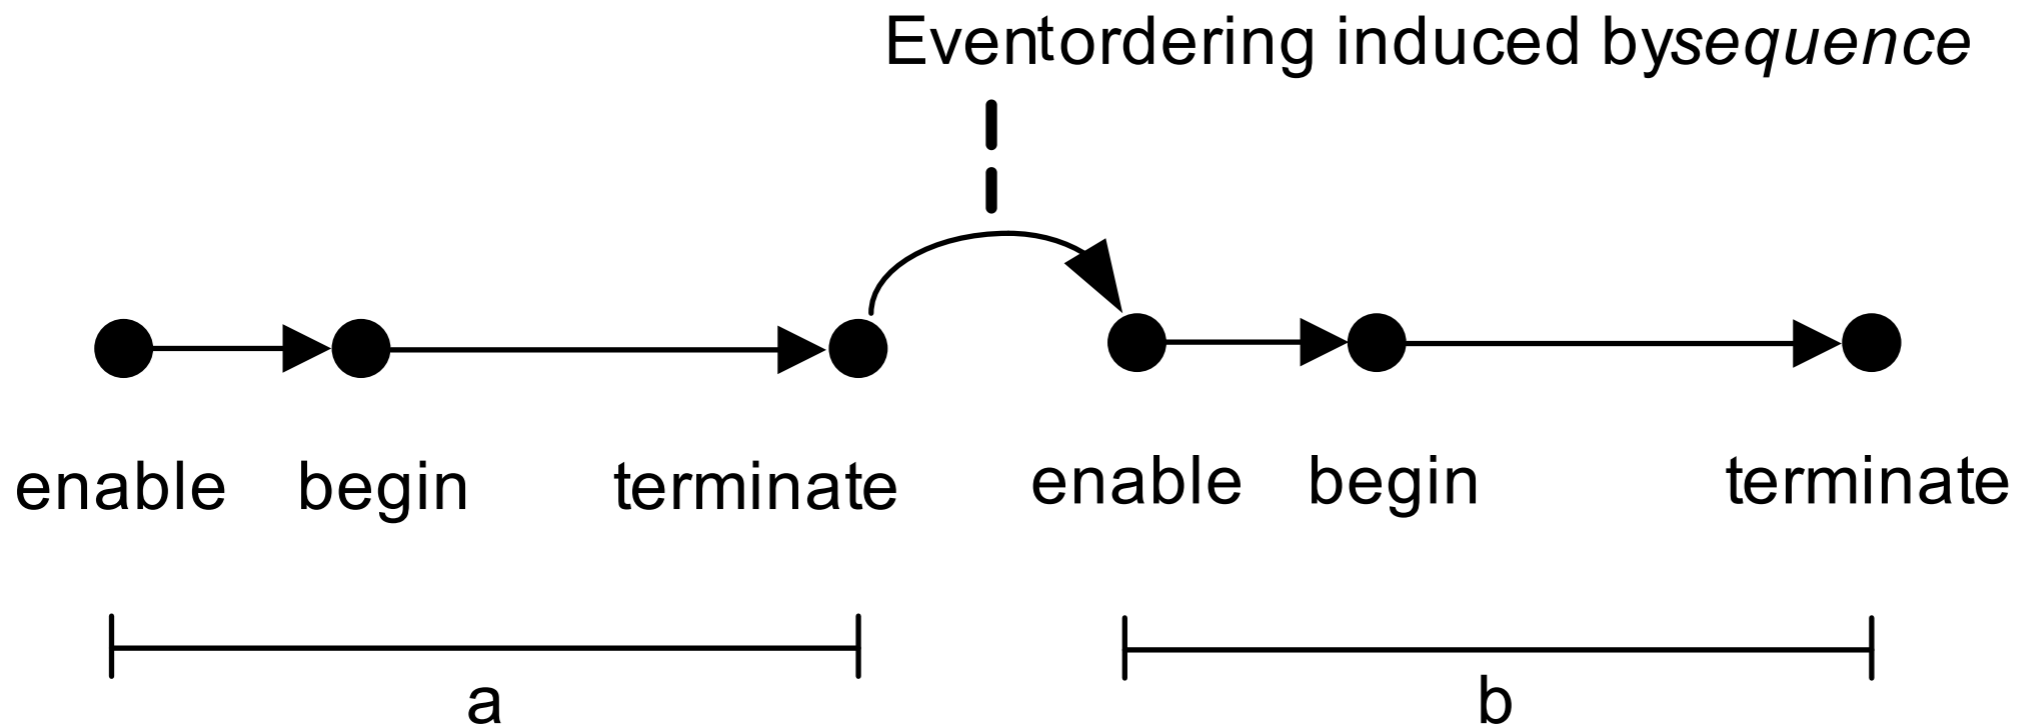 Eventordering induced bysequence
enable begin terminate enable begin terminate
a b